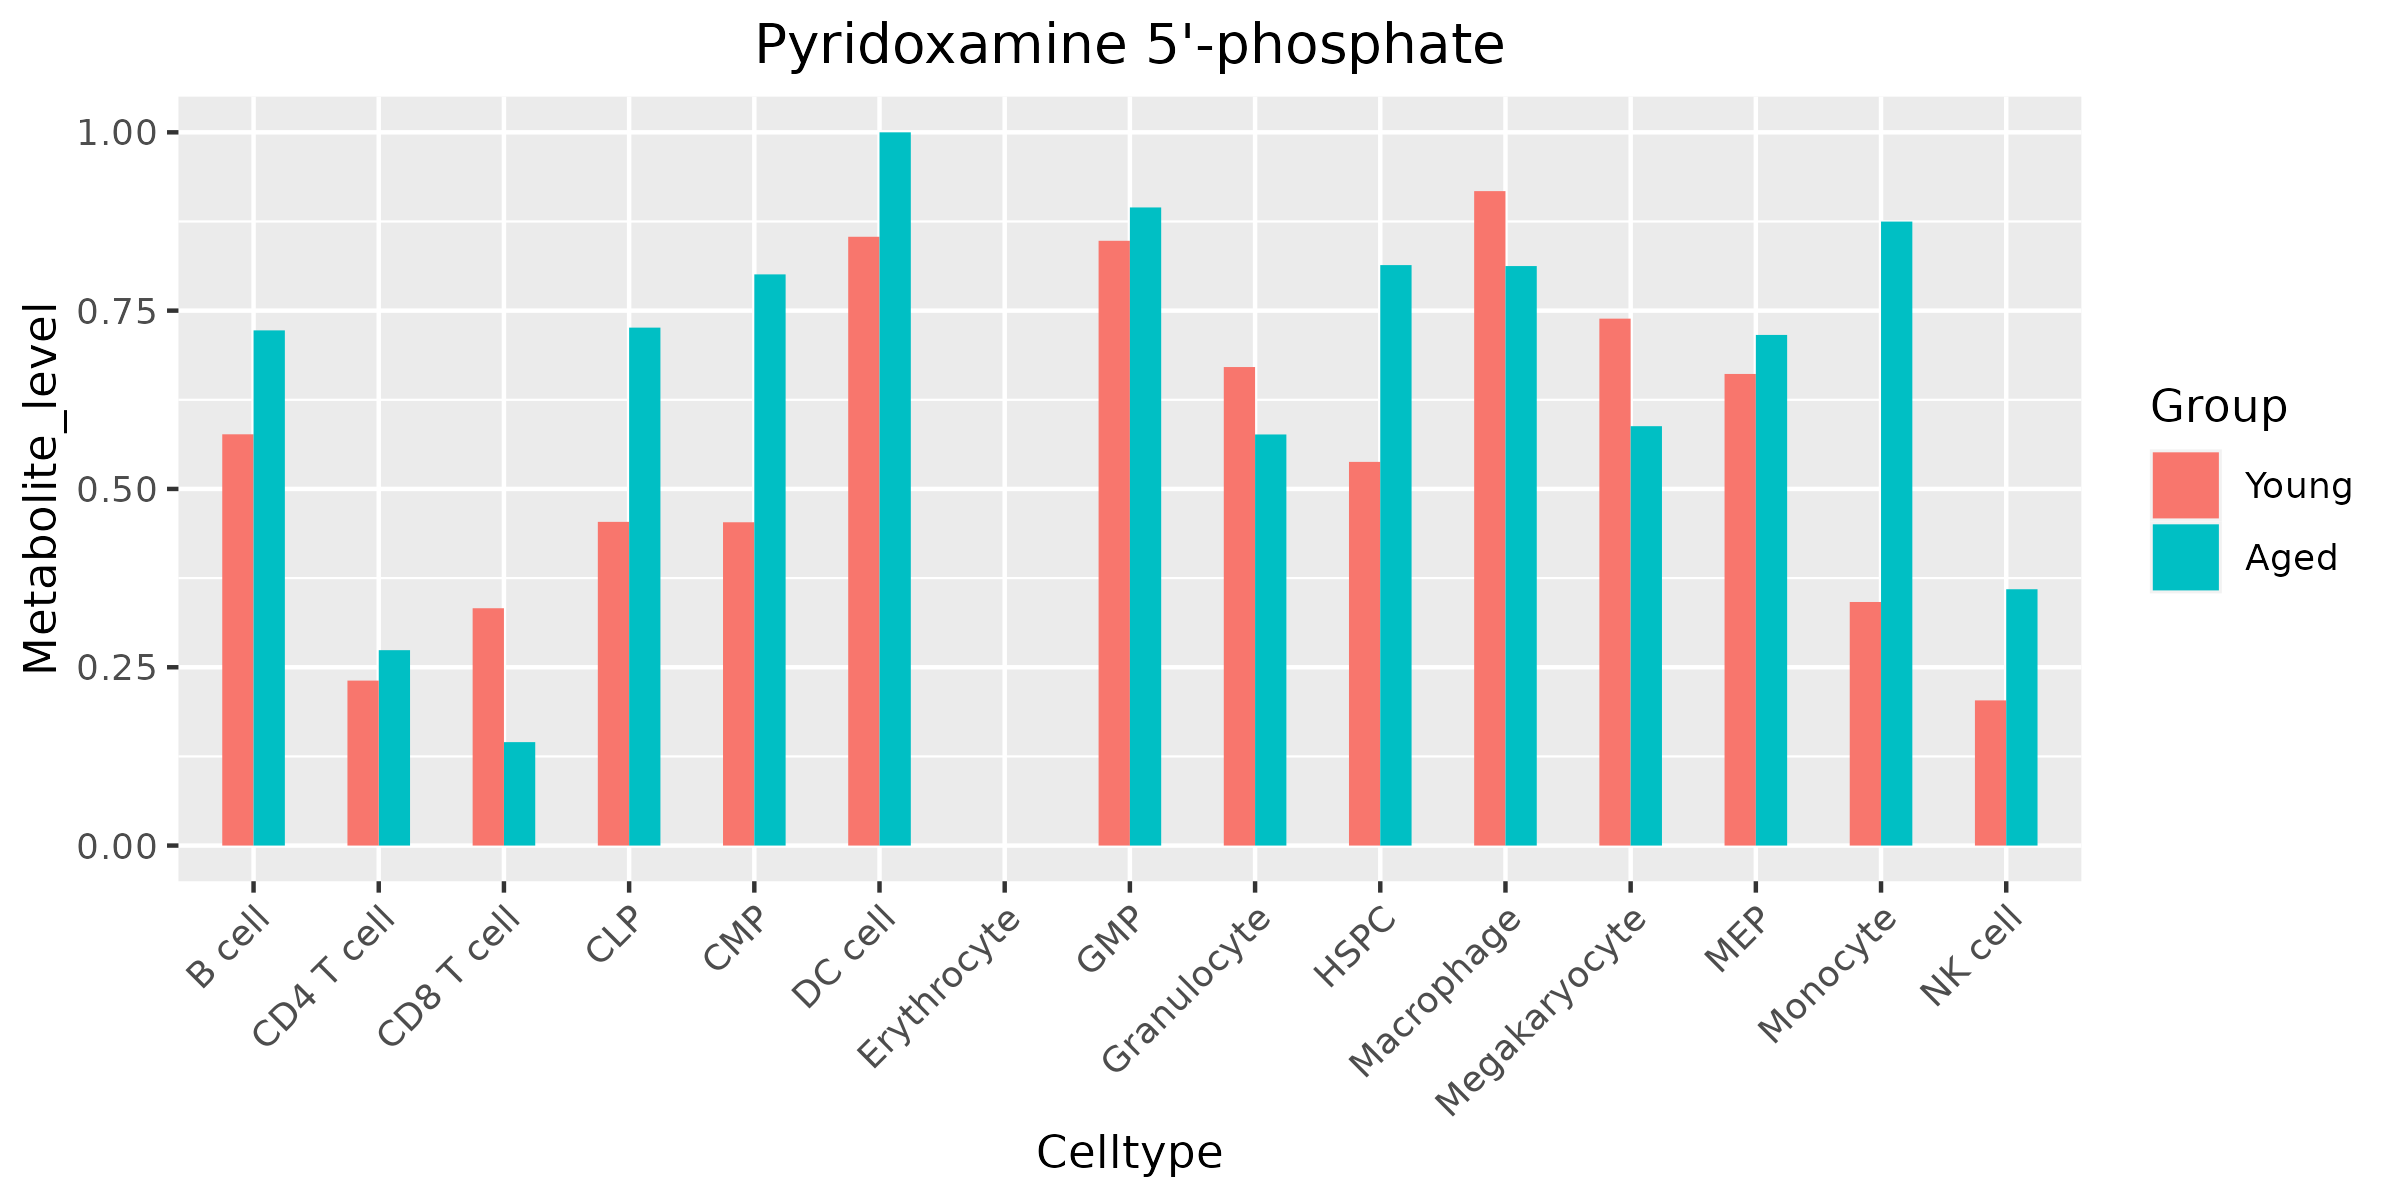 Pyridoxamine 5'-phosphate
Metabolite_level
1.00
0.75
0.50
0.25
0.00
B cell
CD4 T cell
CD8 T cell
CLP
CMP
DC cell
Erythrocyte
GMP
Granulocyte
HSPC
Macrophage
Megakaryocyte
MEP
Monocyte
NK cell
Celltype
Group
Young
Aged